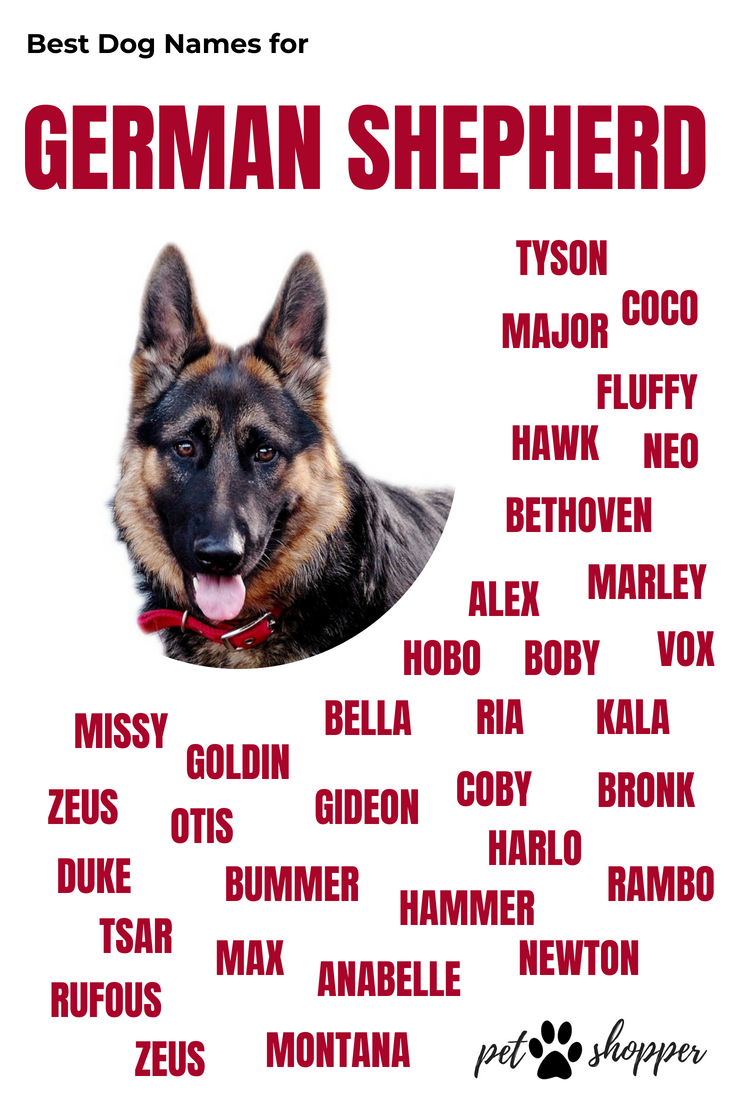 Best Dog Names for
GERMAN SHEPHERD
TYSON
COCO
MAJOR
FLUFFY
HAWK NEO
BETHOVEN
ALEX MARLEY
HOBO BOBY VOX
MISSY BELLA RIA KALA
GOLDIN
ZEUS OTIS GIDEON COBY BRONK
HARLO
DUKE BUMMER HAMMER RAMBO
TSAR MAX ANABELLE NEWTON
RUFOUS
ZEUS MONTANA
pet shopper